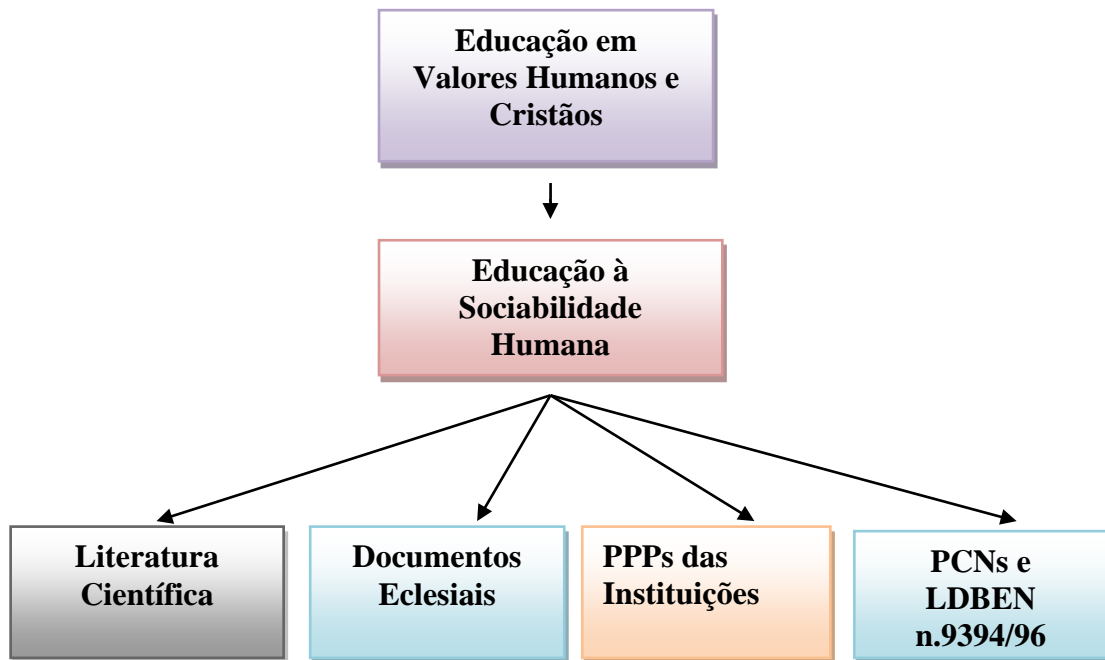 Educação em
Valores Humanos e
Cristãos
Educação à
Sociabilidade
Humana
Literatura
Científica
Documentos
Eclesiais
PPPs das
Instituições
PCNs e
LDBEN
n.9394/96